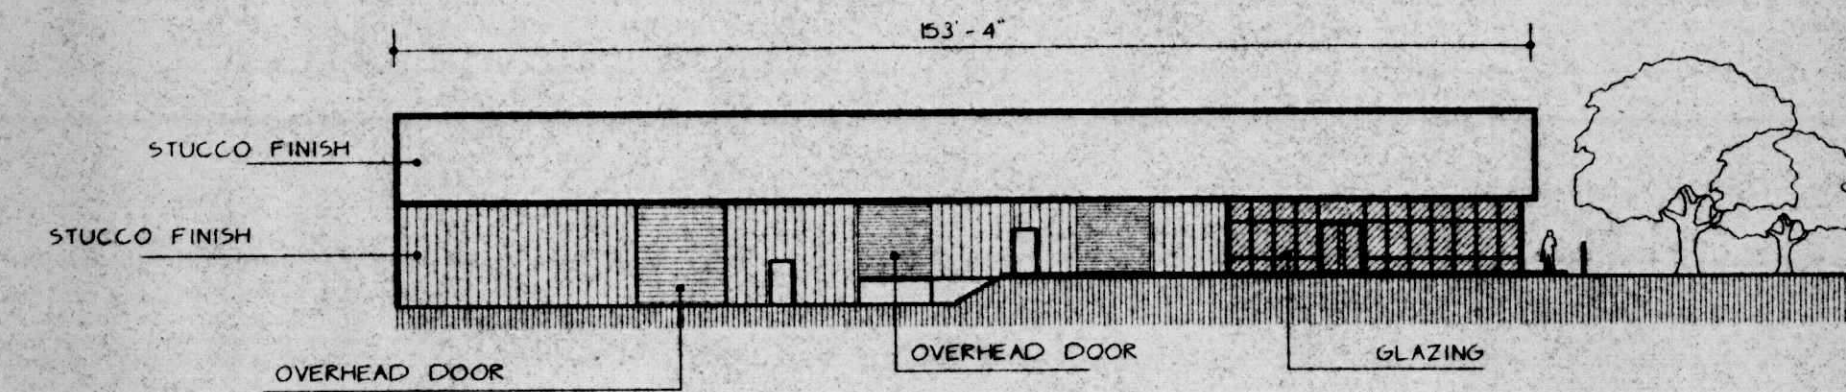 153'-4"
STUCCO FINISH
STUCCO FINISH
OVERHEAD DOOR
GLAZING
OVERHEAD DOOR